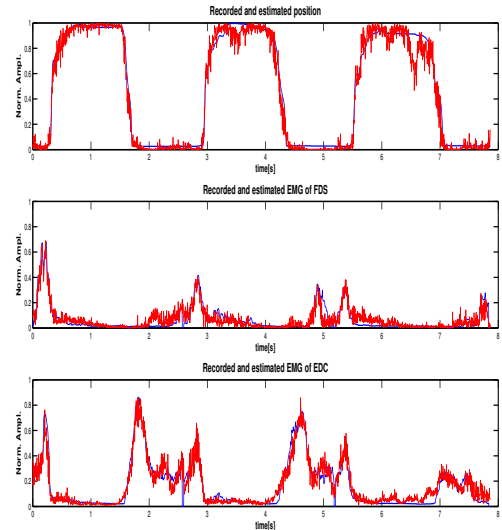 Recorded and estimated position
Norm. Ampl.
1
0.8
0.6
0.4
0.2
0
0 1 2 3 4 5 6 7 8
time[s]
Recorded and estimated EMG of FDS
Norm. Ampl.
1
0.8
0.6
0.4
0.2
0
0 1 2 3 4 5 6 7 8
time[s]
Recorded and estimated EMG of EDC
Norm. Ampl.
1
0.8
0.6
0.4
0.2
0
0 1 2 3 4 5 6 7 8
time[s]